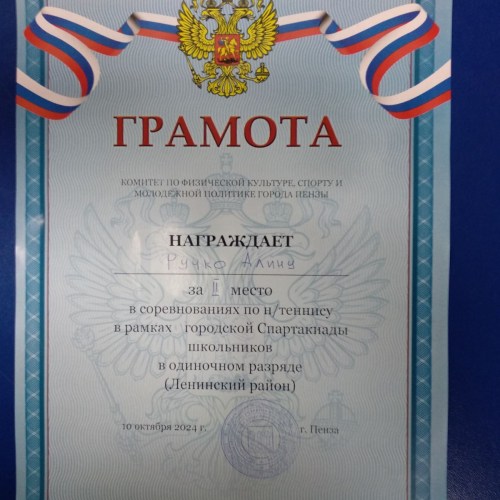 ГРАМОТА
КОМИТЕТ ПО ФИЗИЧЕСКОЙ КУЛЬТУРЕ, СПОРТУ И
МОЛОДЕЖНОЙ ПОЛИТИКЕ ГОРОДА ПЕНЗЫ
НАГРАЖДАЕТ
Ручко Алину
за II место
в соревнованиях по н/теннису
в рамках городской Спартакиады
школьников
в одиночном разряде
(Ленинский район)
10 октября 2024 г. г. Пенза